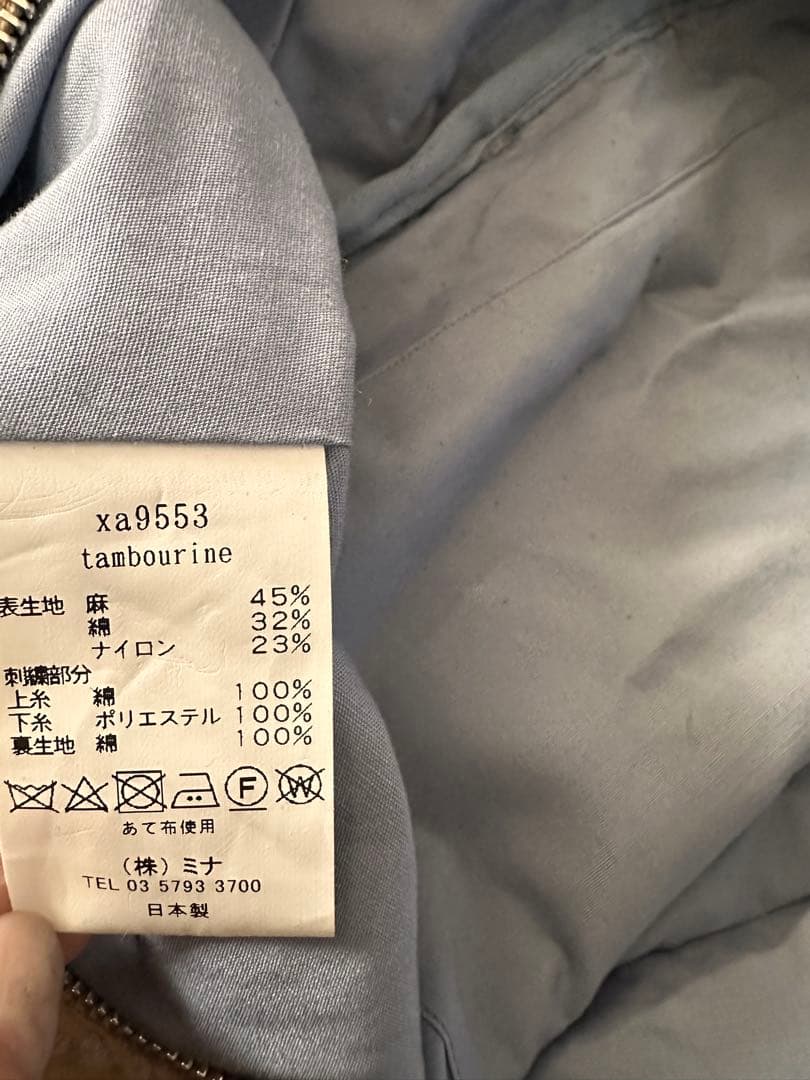 xa9553
tambourine
表生地 麻 45%
綿 32%
ナイロン 23%
刺繍部分
上糸 綿 100%
下糸 ポリエステル 100%
裏生地 綿 100%
F W
あて布使用
(株) ミナ
TEL 03 5793 3700
日本製